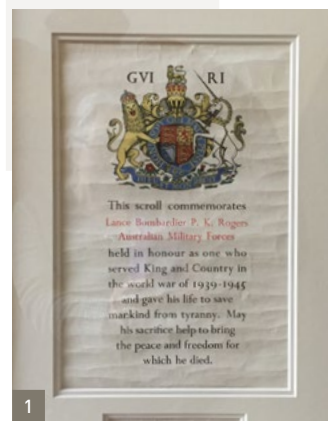 GVI RI
This scroll commemorates
Lance Bombardier P. K. Rogers
Australian Military Forces
held in honour as one who
served King and Country in
the world war of 1939-1945
and gave his life to save
mankind from tyranny. May
his sacrifice help to bring
the peace and freedom for
which he died.
1